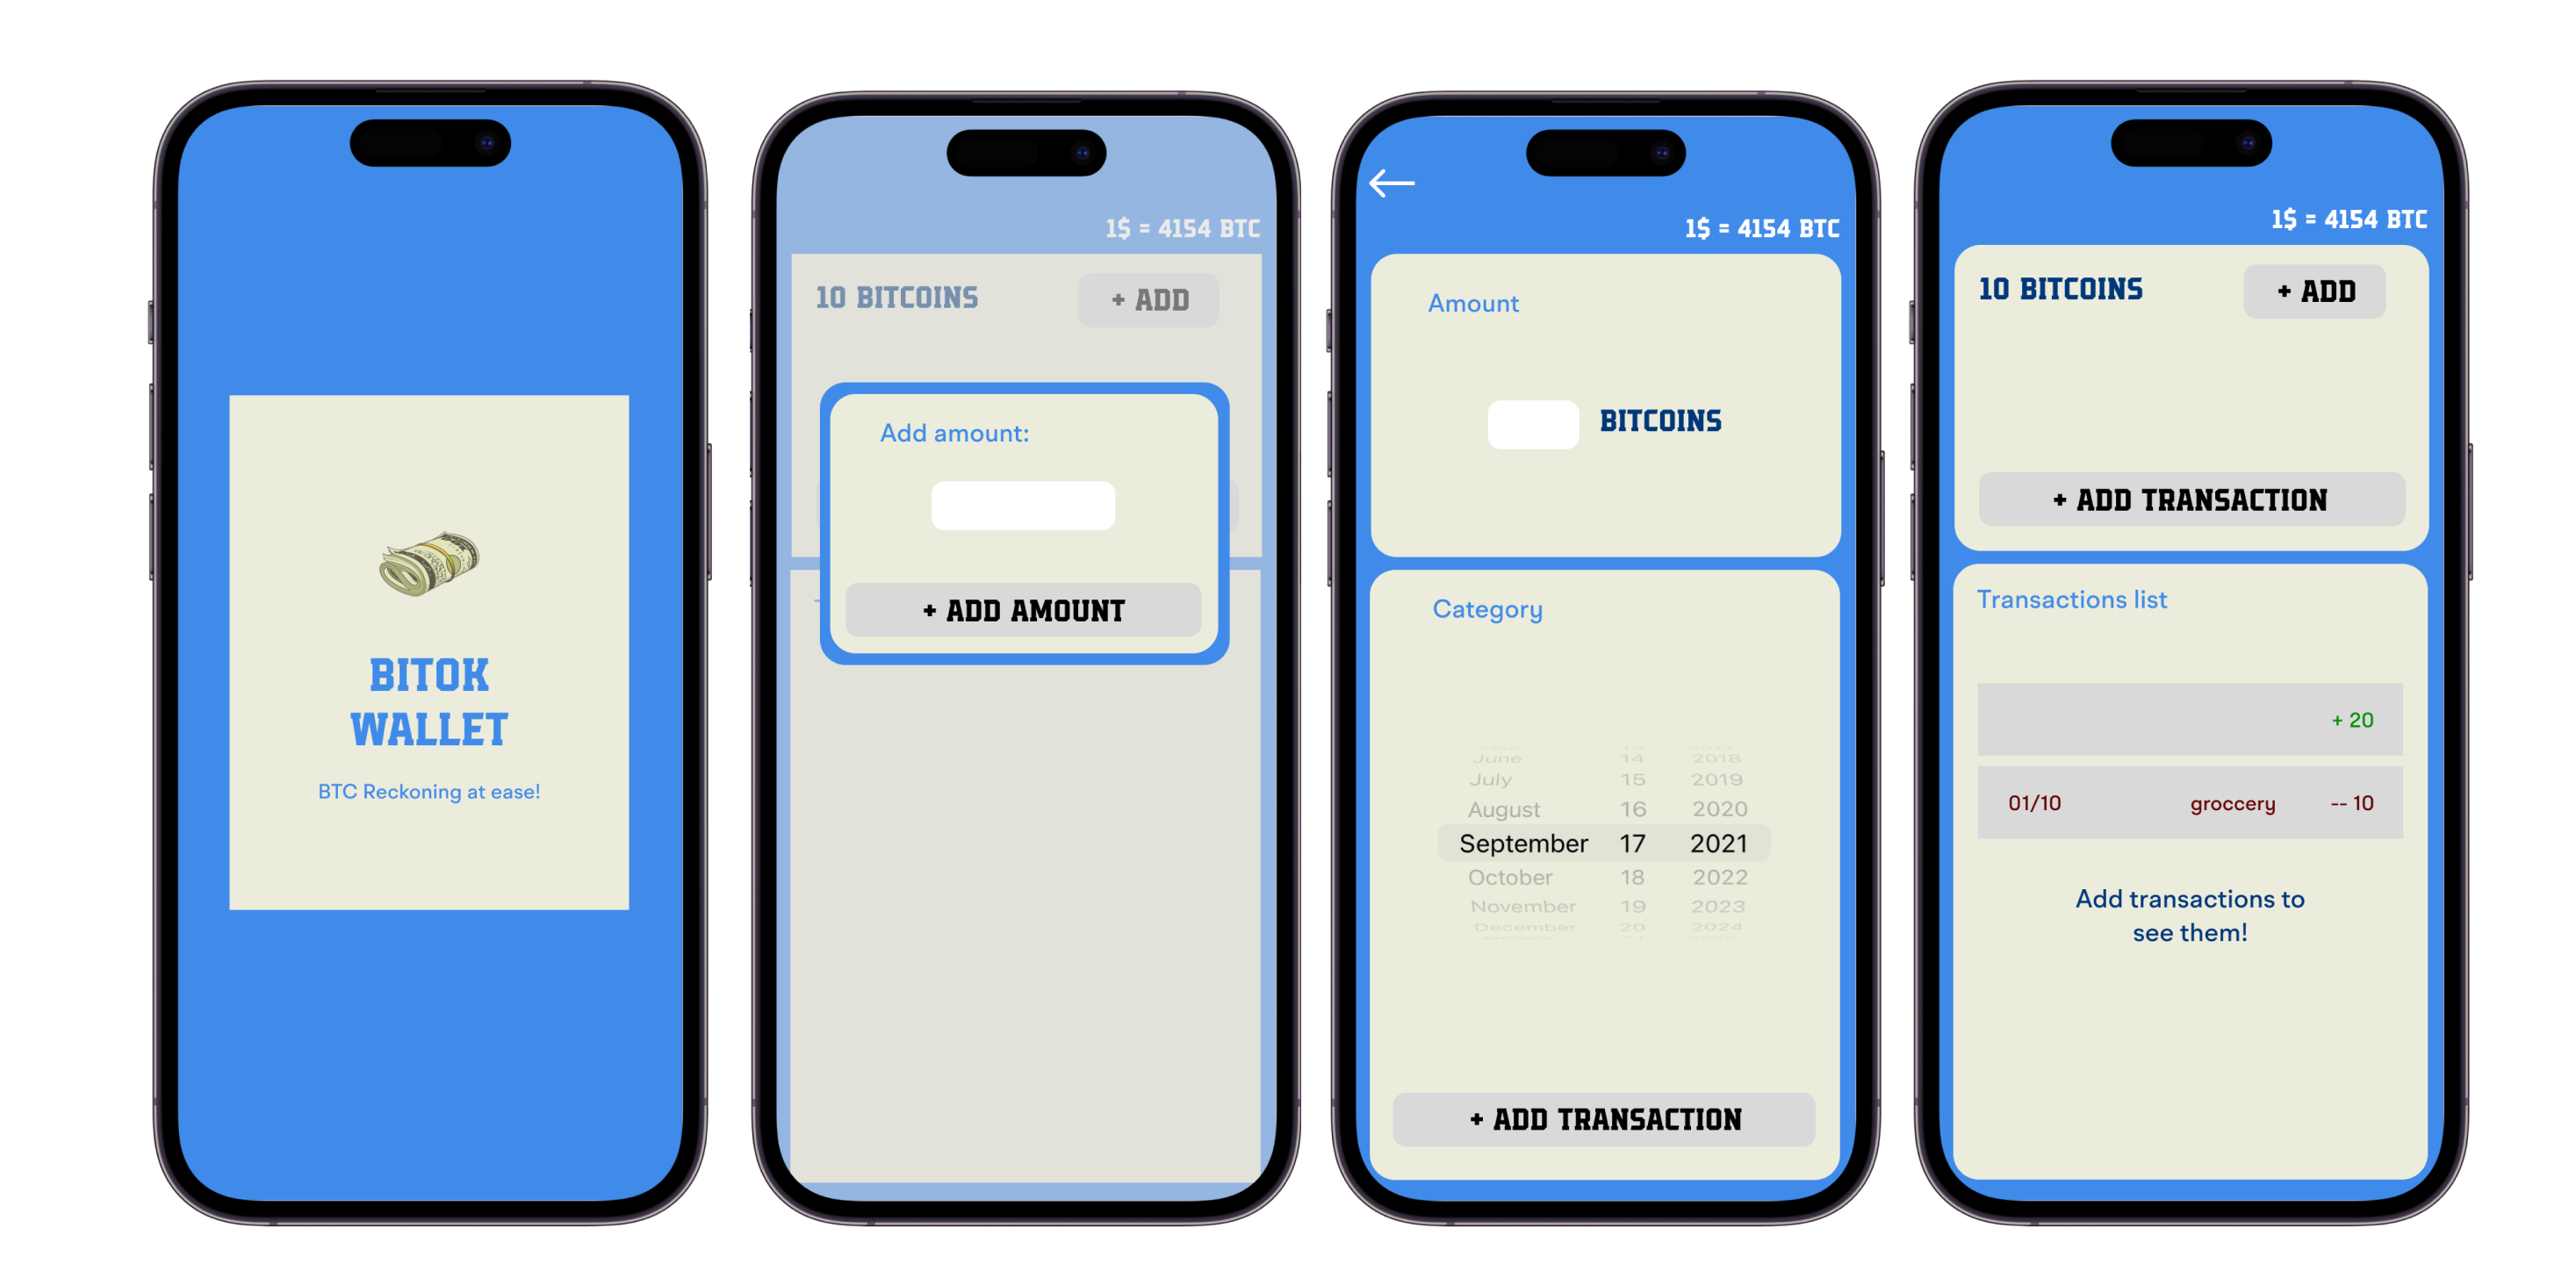 BITOK
WALLET
BTC Reckoning at ease!
1$ = 4154 BTC
10 BITCOINS
+ ADD
Add amount:
+ ADD AMOUNT
1$ = 4154 BTC
Amount
BITCOINS
Category
June 14 2018
July 15 2019
August 16 2020
September 17 2021
October 18 2022
November 19 2023
December 20 2024
+ ADD TRANSACTION
1$ = 4154 BTC
10 BITCOINS
+ ADD
+ ADD TRANSACTION
Transactions list
+ 20
01/10 groccery -- 10
Add transactions to
see them!